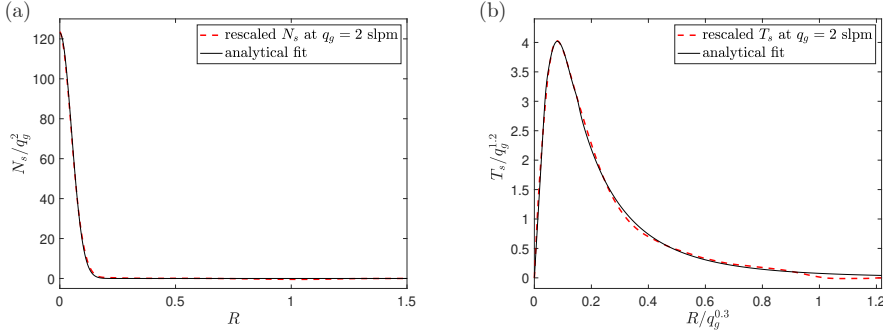 (a)
rescaled N_s at q_g = 2 slpm
analytical fit
N_s/q_g^2
120
100
80
60
40
20
0
0 0.5 1 1.5
R
(b)
rescaled T_s at q_g = 2 slpm
analytical fit
T_s/q_g^{1.2}
4
3.5
3
2.5
2
1.5
1
0.5
0
0 0.2 0.4 0.6 0.8 1 1.2
R/q_g^{0.3}